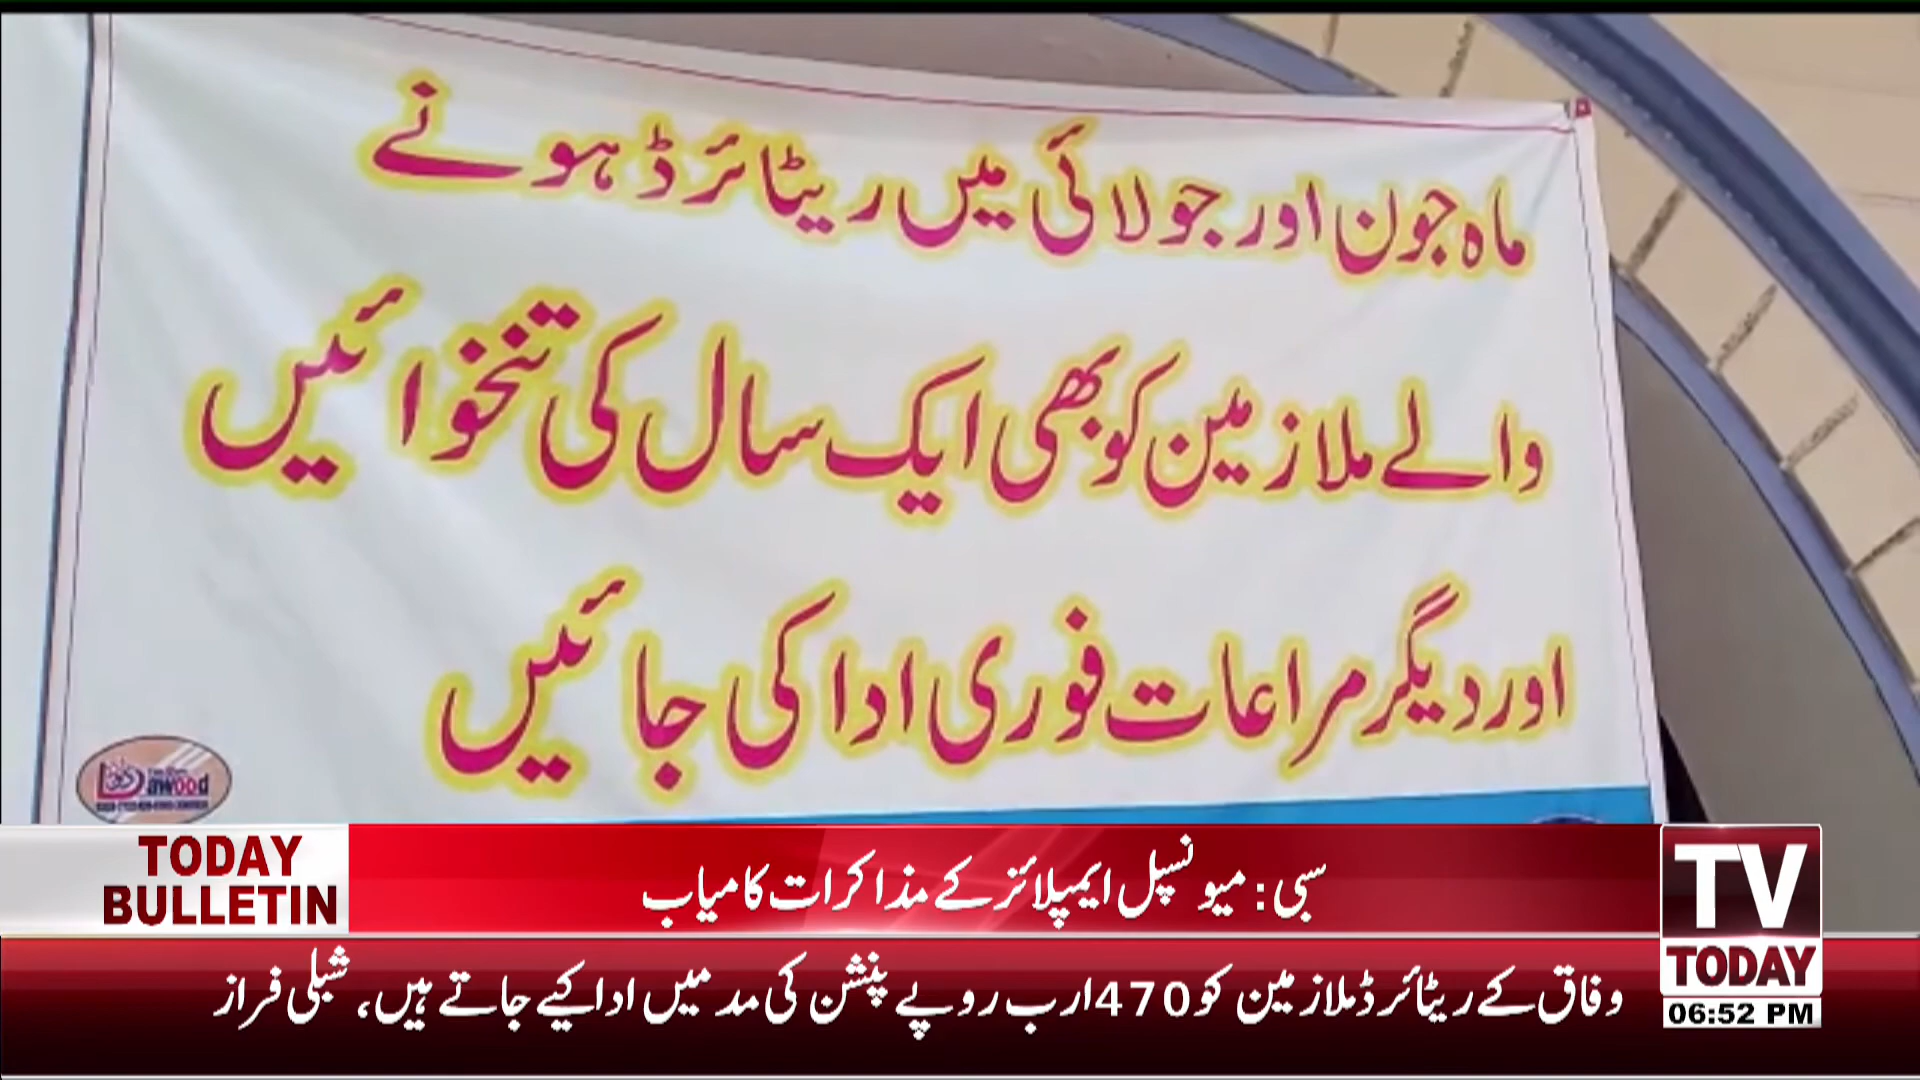 ماہ جون اور جولائی میں ریٹائرڈ ہونے
والے ملازمین کو بھی ایک سال کی تنخوائیں
اور دیگر مراعات فوری ادا کی جائیں
Dawood
TODAY
BULLETIN
سبی : میونسپل ایمپلائز کے مذاکرات کامیاب
TV
TODAY
06:52 PM
وفاق کے ریٹائرڈ ملازمین کو 470 ارب روپے پنشن کی مد میں ادا کیے جاتے ہیں، شبلی فراز